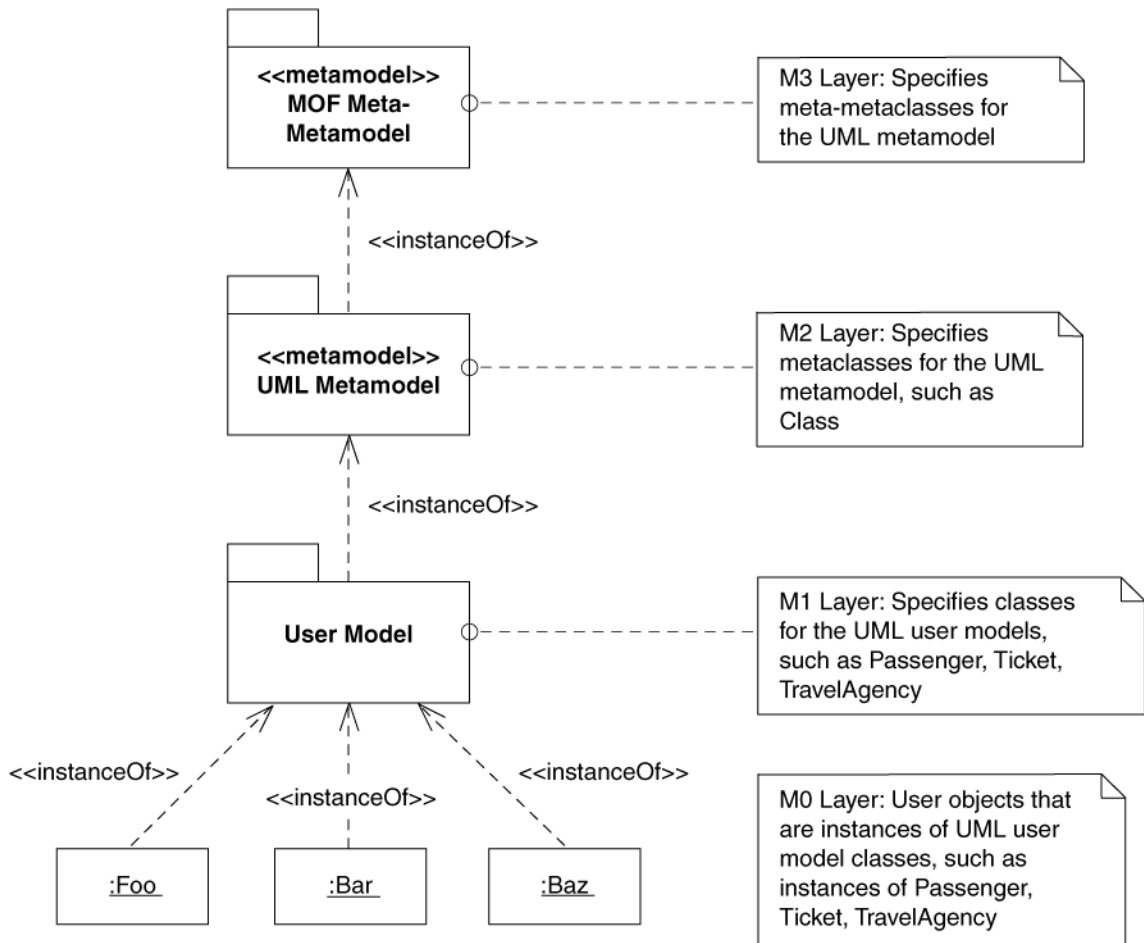 <<metamodel>>
MOF Meta-
Metamodel
M3 Layer: Specifies
meta-metaclasses for
the UML metamodel
<<instanceOf>>
<<metamodel>>
UML Metamodel
M2 Layer: Specifies
metaclasses for the UML
metamodel, such as
Class
<<instanceOf>>
User Model
M1 Layer: Specifies classes
for the UML user models,
such as Passenger, Ticket,
TravelAgency
<<instanceOf>>
<<instanceOf>>
<<instanceOf>>
:Foo
:Bar
:Baz
M0 Layer: User objects that
are instances of UML user
model classes, such as
instances of Passenger,
Ticket, TravelAgency